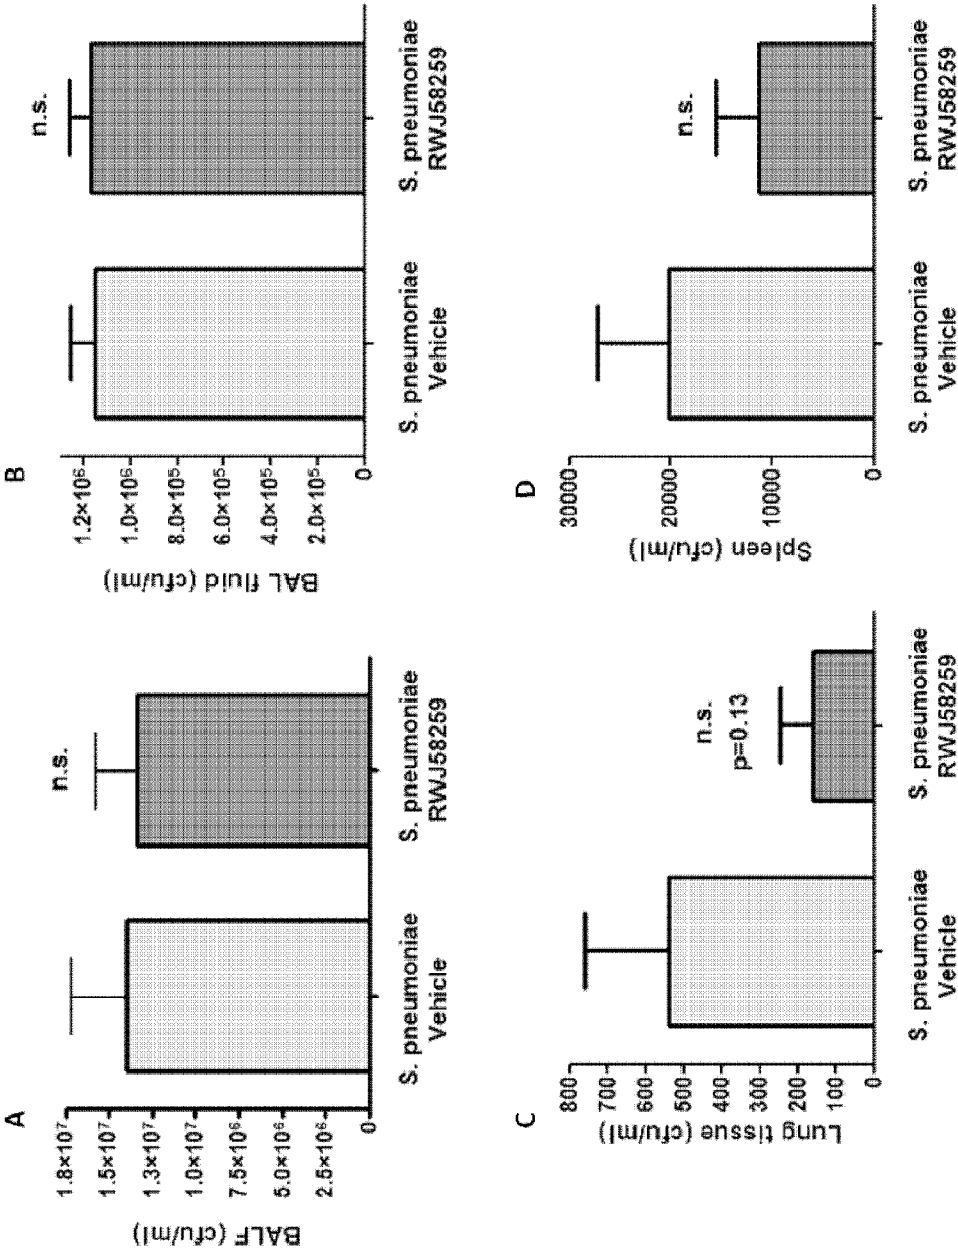 A
BALF (cfu/ml)
1.8×10⁷
1.5×10⁷
1.3×10⁷
1.0×10⁷
7.5×10⁶
5.0×10⁶
2.5×10⁶
0
n.s.
S. pneumoniae
Vehicle
S. pneumoniae
RWJ58259
B
BAL fluid (cfu/ml)
1.2×10⁶
1.0×10⁶
8.0×10⁵
6.0×10⁵
4.0×10⁵
2.0×10⁵
0
n.s.
S. pneumoniae
Vehicle
S. pneumoniae
RWJ58259
C
Lung tissue (cfu/ml)
800
700
600
500
400
300
200
100
0
n.s.
p=0.13
S. pneumoniae
Vehicle
S. pneumoniae
RWJ58259
D
Spleen (cfu/ml)
30000
20000
10000
0
n.s.
S. pneumoniae
Vehicle
S. pneumoniae
RWJ58259